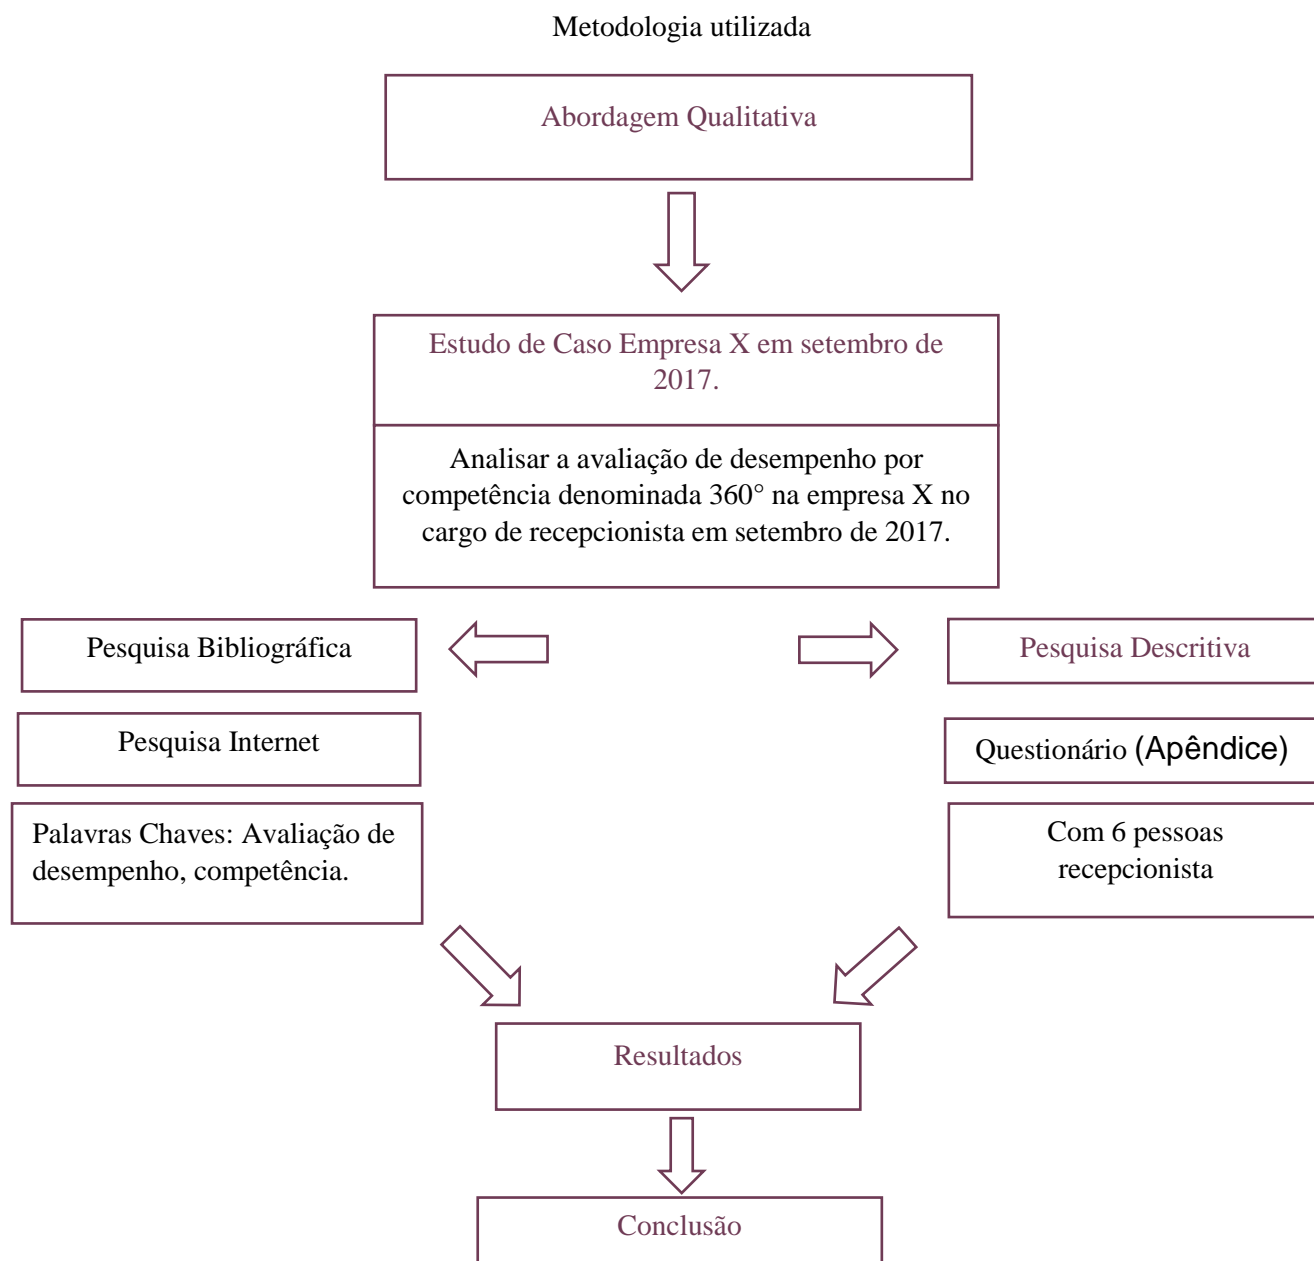 Metodologia utilizada
Abordagem Qualitativa
Estudo de Caso Empresa X em setembro de
2017.
Analisar a avaliação de desempenho por
competência denominada 360° na empresa X no
cargo de recepcionista em setembro de 2017.
Pesquisa Bibliográfica
Pesquisa Internet
Palavras Chaves: Avaliação de
desempenho, competência.
Pesquisa Descritiva
Questionário (Apêndice)
Com 6 pessoas
recepcionista
Resultados
Conclusão